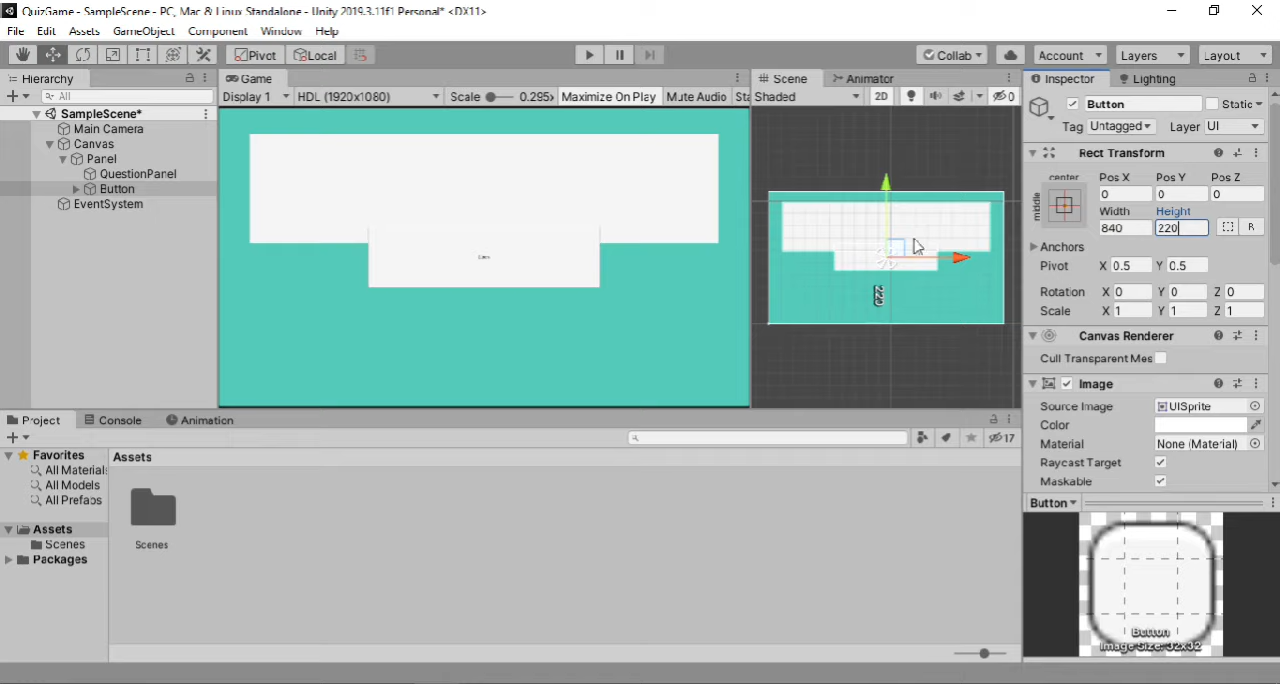 QuizGame - SampleScene - PC, Mac & Linux Standalone - Unity 2019.3.11f1 Personal* <DX11>
File Edit Assets GameObject Component Window Help
Pivot Local Collab Account Layers Layout
Hierarchy Game Scene Animator Inspector Lighting
All Display 1 HDL (1920x1080) Scale 0.295x Maximize On Play Mute Audio Sta Shaded 2D 0 Button Static
SampleScene*
Main Camera
Canvas
Panel
QuestionPanel
Button
EventSystem
Tag Untagged Layer UI
Rect Transform
center Pos X Pos Y Pos Z
middle 0 0 0
Width Height
840 220 R
Anchors
Pivot X 0.5 Y 0.5
Rotation X 0 Y 0 Z 0
Scale X 1 Y 1 Z 1
Canvas Renderer
Cull Transparent Mes
Image
Source Image UISprite
Color
Material None (Material)
Raycast Target
Maskable
Project Console Animation
17
Favorites
All Materials
All Models
All Prefabs
Assets
Scenes
Packages
Assets
Scenes
Button
Button
Image Size: 32x32